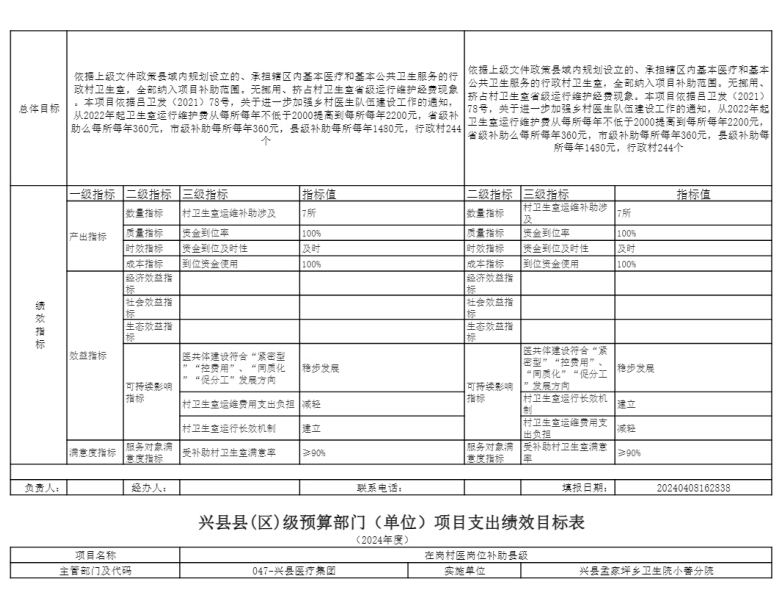 总体目标
依据上级文件政策县域内规划设立的、承担辖区内基本医疗和基本公共卫生服务的行
政村卫生室，全部纳入项目补助范围。无挪用、挤占村卫生室省级运行维护经费现象
。本项目依据吕卫发（2021）78号，关于进一步加强乡村医生队伍建设工作的通知，
从2022年起卫生室运行维护费从每所每年不低于2000提高到每所每年2200元，省级补
助么每所每年360元，市级补助每所每年360元，县级补助每所每年1480元，行政村244
个
依据上级文件政策县域内规划设立的、承担辖区内基本医疗和基本
公共卫生服务的行政村卫生室，全部纳入项目补助范围。无挪用、
挤占村卫生室省级运行维护经费现象。本项目依据吕卫发（2021）
78号，关于进一步加强乡村医生队伍建设工作的通知，从2022年起
卫生室运行维护费从每所每年不低于2000提高到每所每年2200元，
省级补助么每所每年360元，市级补助每所每年360元，县级补助每
所每年1480元，行政村244个
绩
效
指
标
一级指标 二级指标 三级指标 指标值 二级指标 三级指标 指标值
产出指标
数量指标 村卫生室运维补助涉及 7所 数量指标 村卫生室运维补助涉
及 7所
质量指标 资金到位率 100% 质量指标 资金到位率 100%
时效指标 资金到位及时性 及时 时效指标 资金到位及时性 及时
成本指标 到位资金使用 100% 成本指标 到位资金使用 100%
效益指标
经济效益指
标
经济效益指
标
社会效益指
标
社会效益指
标
生态效益指
标
生态效益指
标
可持续影响
指标
医共体建设符合“紧密型
”“控费用”、“同质化
”“促分工”发展方向
稳步发展
村卫生室运维费用支出负担 减轻
村卫生室运行长效机制 建立
可持续影响
指标
医共体建设符合“紧
密型”“控费用”、
“同质化”“促分工
”发展方向
稳步发展
村卫生室运行长效机
制
建立
村卫生室运维费用支
出负担
减轻
满意度指标
服务对象满
意度指标
受补助村卫生室满意率 ≥90%
服务对象满
意度指标
受补助村卫生室满意
率
≥90%
负责人： 经办人： 联系电话： 填报日期： 20240408162838
兴县县(区)级预算部门（单位）项目支出绩效目标表
（2024年度）
项目名称 在岗村医岗位补助县级
主管部门及代码 047-兴县医疗集团 实施单位 兴县孟家坪乡卫生院小善分院